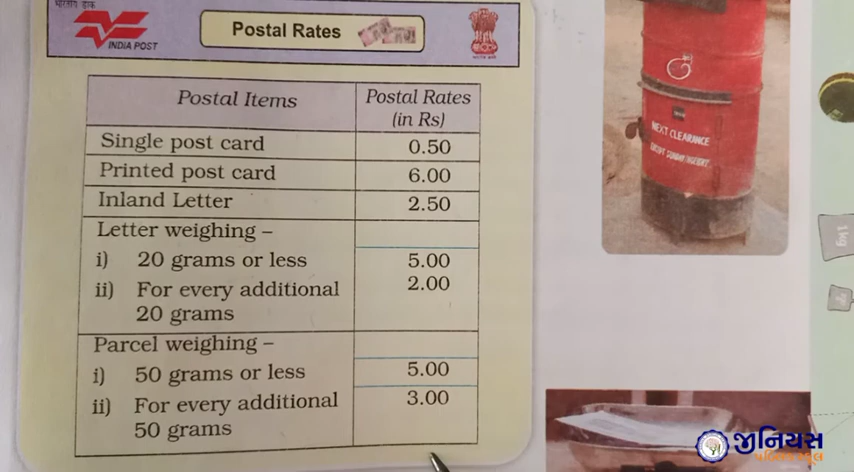 भारतीय डाक
INDIA POST
Postal Rates
Postal Items Postal Rates
(in Rs)
Single post card 0.50
Printed post card 6.00
Inland Letter 2.50
Letter weighing –
i) 20 grams or less 5.00
ii) For every additional 2.00
20 grams
Parcel weighing –
i) 50 grams or less 5.00
ii) For every additional 3.00
50 grams
NEXT CLEARANCE
1 kg
જીનિયસ